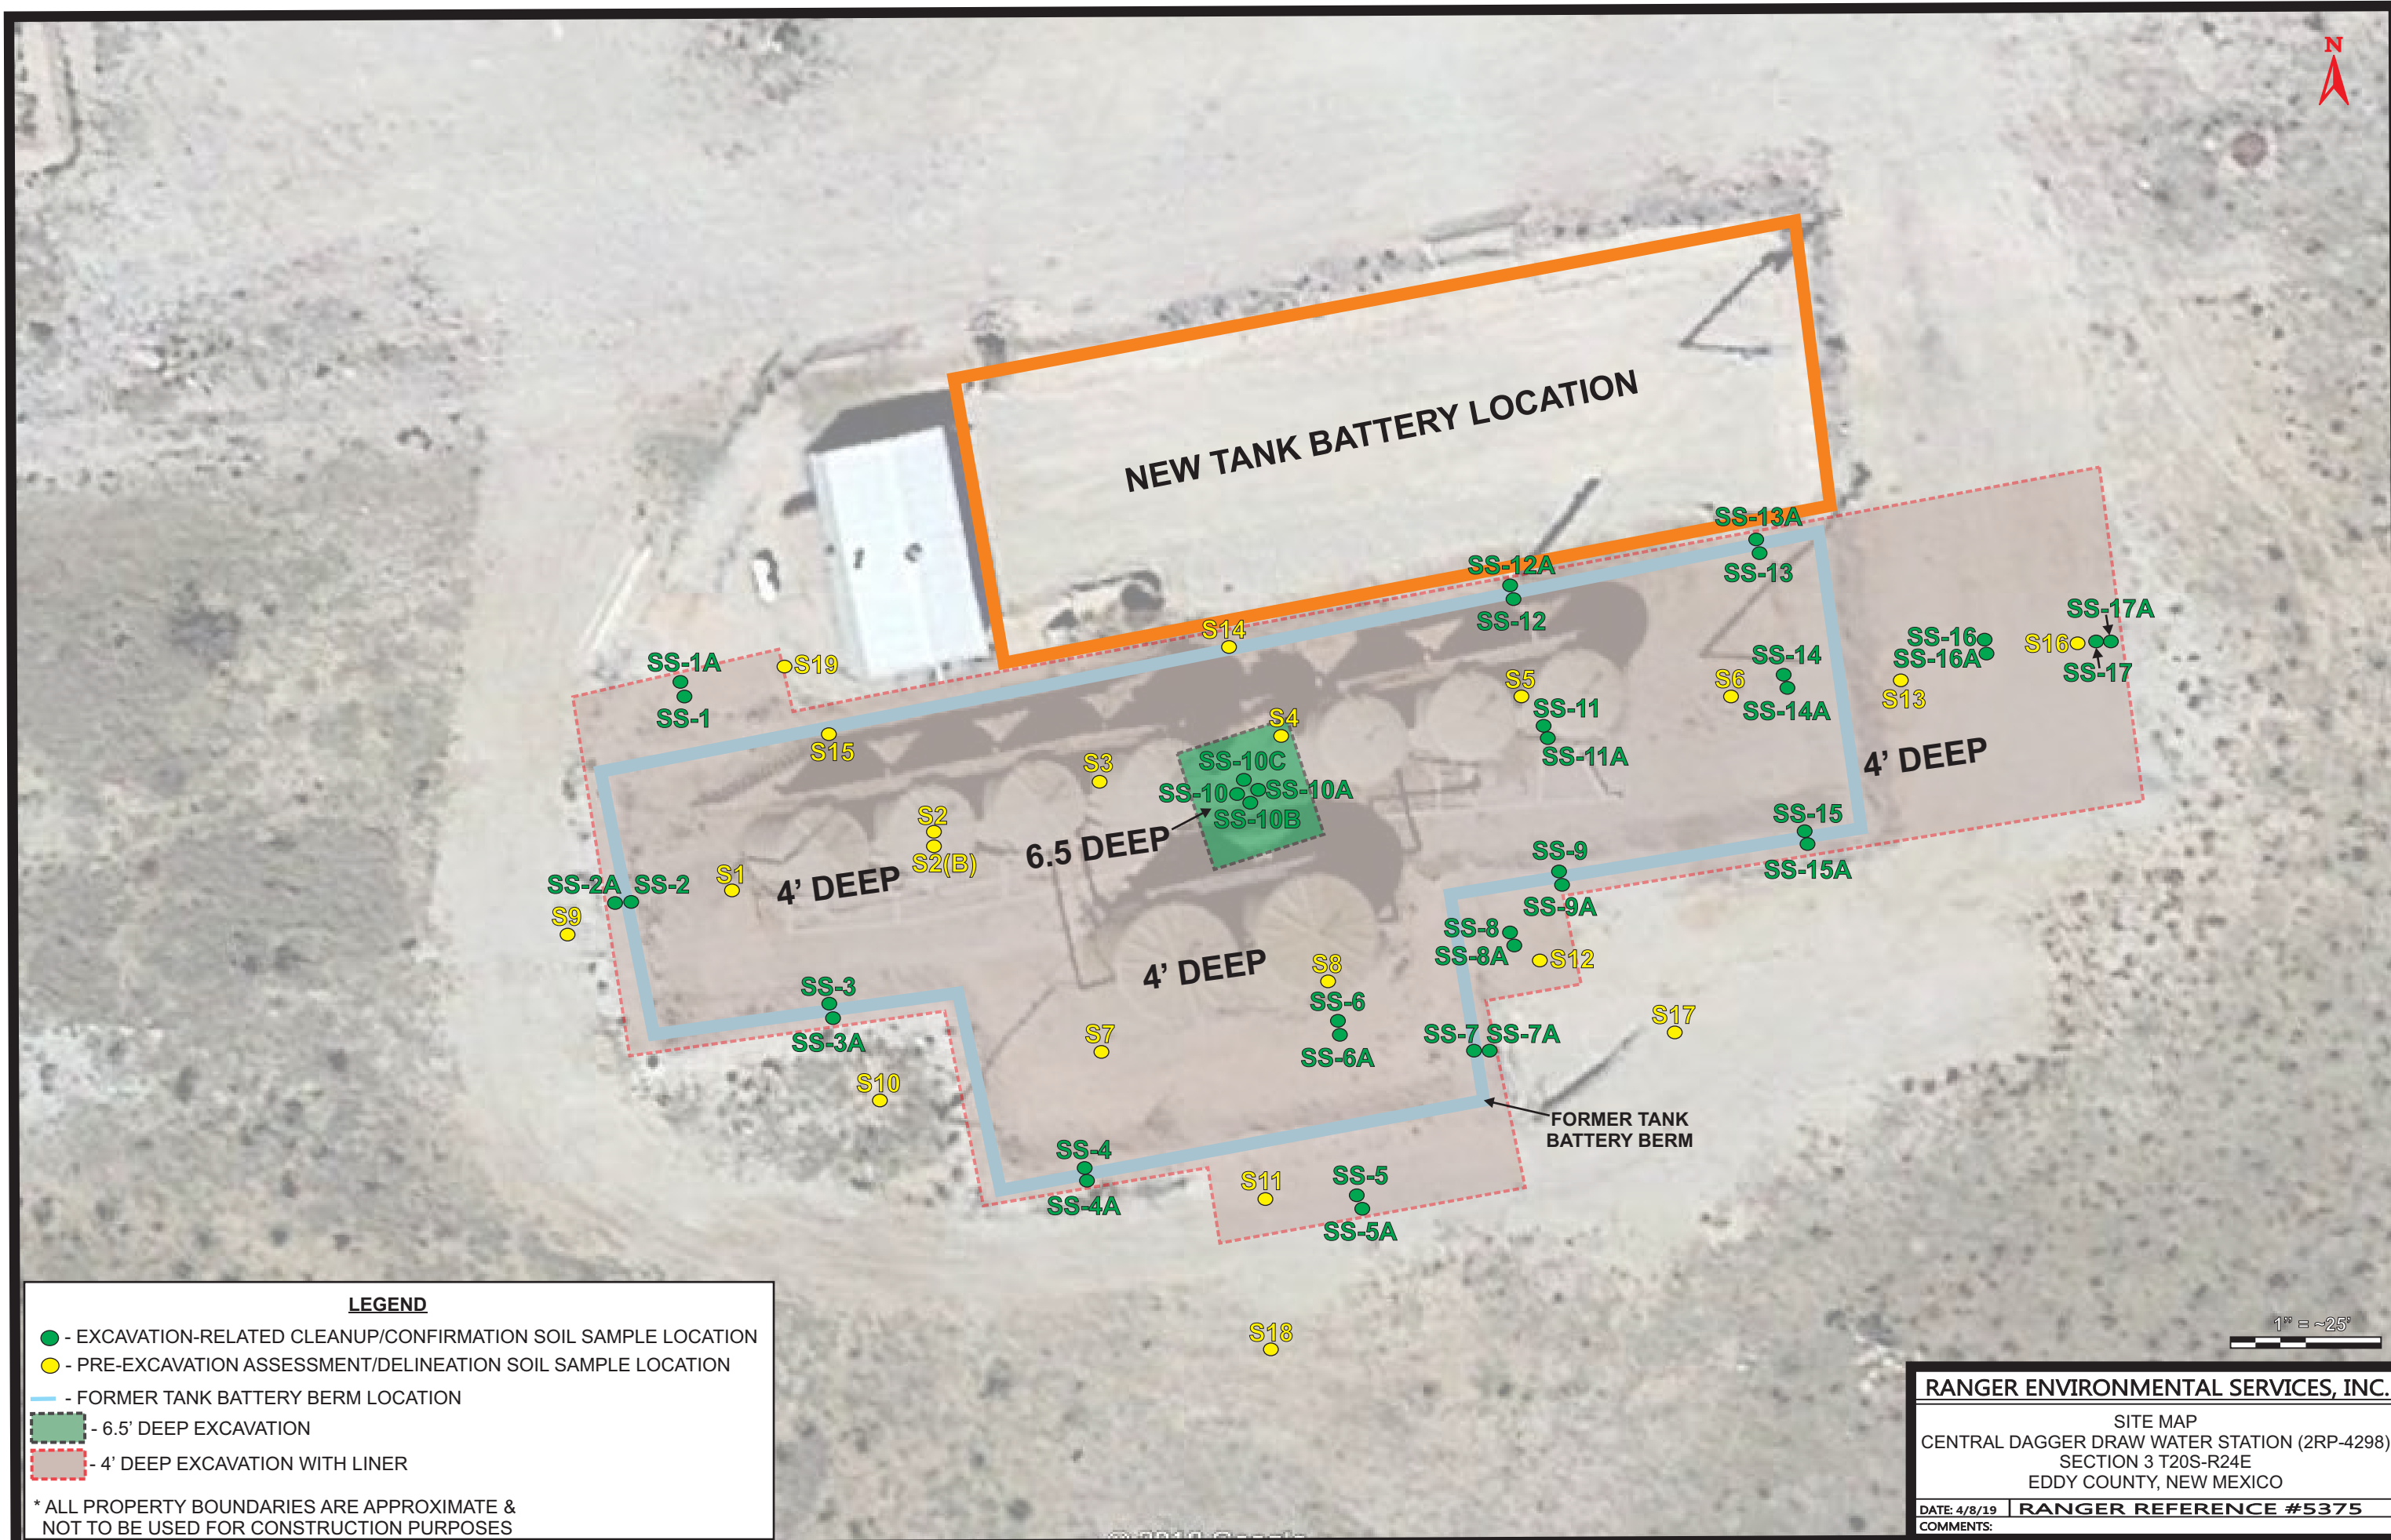 N
NEW TANK BATTERY LOCATION
SS-13A
SS-13
SS-12A
SS-12
SS-17A
SS-16
SS-16A
S16
SS-17
S14
SS-1A
S19
SS-1
SS-14
S5
S6
S13
SS-14A
SS-11
SS-11A
S15
S4
S3
SS-10C
SS-10
SS-10A
SS-10B
4’ DEEP
S2
S2(B)
6.5 DEEP
SS-15
SS-15A
S1
4’ DEEP
SS-2A
SS-2
S9
SS-9
SS-9A
SS-8
SS-8A
S12
4’ DEEP
S8
SS-3
SS-3A
SS-6
SS-6A
S7
SS-7
SS-7A
S17
S10
FORMER TANK
BATTERY BERM
SS-4
SS-4A
S11
SS-5
SS-5A
S18
LEGEND
- EXCAVATION-RELATED CLEANUP/CONFIRMATION SOIL SAMPLE LOCATION
- PRE-EXCAVATION ASSESSMENT/DELINEATION SOIL SAMPLE LOCATION
- FORMER TANK BATTERY BERM LOCATION
- 6.5’ DEEP EXCAVATION
- 4’ DEEP EXCAVATION WITH LINER
* ALL PROPERTY BOUNDARIES ARE APPROXIMATE &
NOT TO BE USED FOR CONSTRUCTION PURPOSES
1” = ~25’
RANGER ENVIRONMENTAL SERVICES, INC.
SITE MAP
CENTRAL DAGGER DRAW WATER STATION (2RP-4298)
SECTION 3 T20S-R24E
EDDY COUNTY, NEW MEXICO
DATE: 4/8/19
RANGER REFERENCE #5375
COMMENTS: